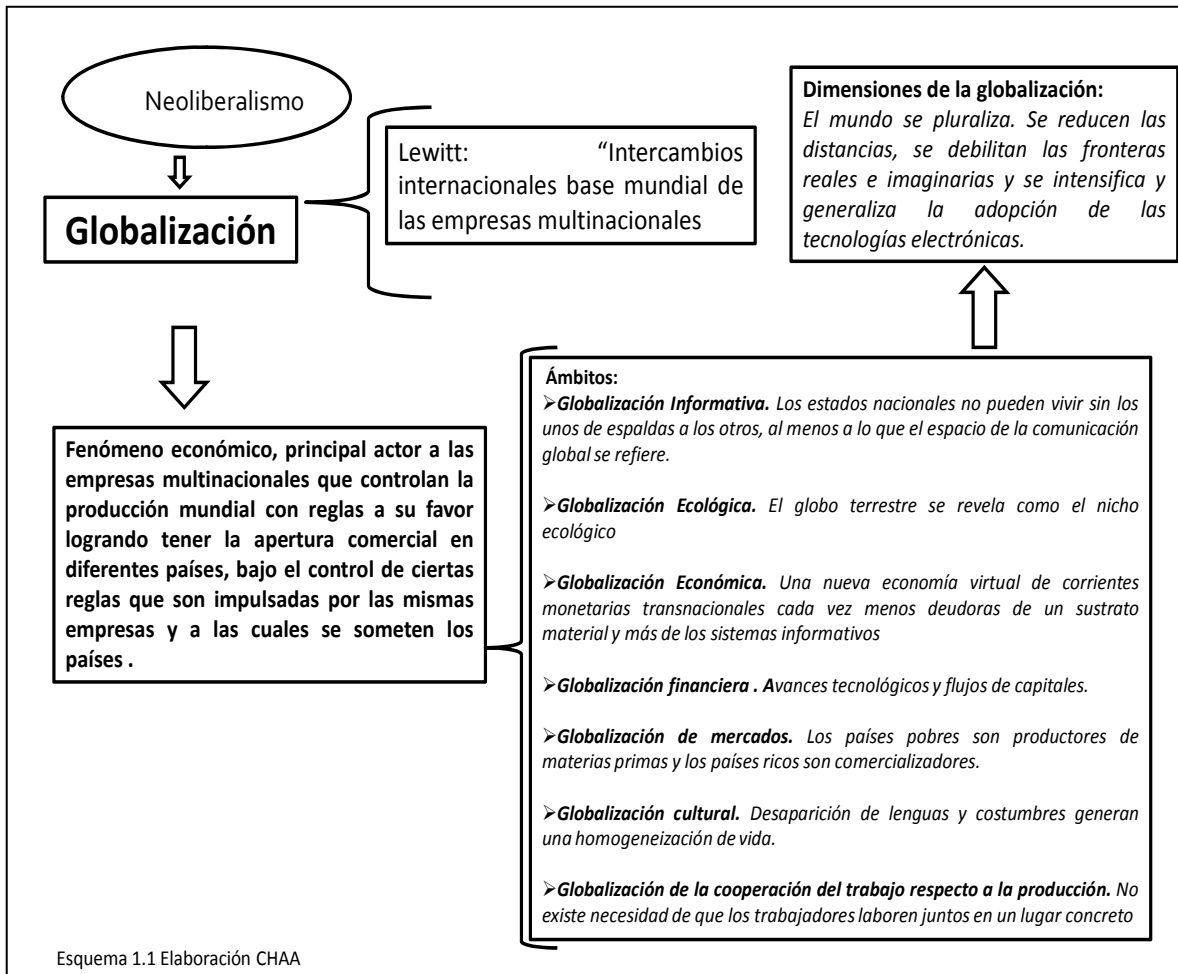 Neoliberalismo
Globalización
Lewitt: “Intercambios
internacionales base mundial de
las empresas multinacionales
Dimensiones de la globalización:
El mundo se pluraliza. Se reducen las
distancias, se debilitan las fronteras
reales e imaginarias y se intensifica y
generaliza la adopción de las
tecnologías electrónicas.
Fenómeno económico, principal actor a las
empresas multinacionales que controlan la
producción mundial con reglas a su favor
logrando tener la apertura comercial en
diferentes países, bajo el control de ciertas
reglas que son impulsadas por las mismas
empresas y a las cuales se someten los
países .
Ámbitos:
➢Globalización Informativa. Los estados nacionales no pueden vivir sin los
unos de espaldas a los otros, al menos a lo que el espacio de la comunicación
global se refiere.
➢Globalización Ecológica. El globo terrestre se revela como el nicho
ecológico
➢Globalización Económica. Una nueva economía virtual de corrientes
monetarias transnacionales cada vez menos deudoras de un sustrato
material y más de los sistemas informativos
➢Globalización financiera . Avances tecnológicos y flujos de capitales.
➢Globalización de mercados. Los países pobres son productores de
materias primas y los países ricos son comercializadores.
➢Globalización cultural. Desaparición de lenguas y costumbres generan
una homogeneización de vida.
➢Globalización de la cooperación del trabajo respecto a la producción. No
existe necesidad de que los trabajadores laboren juntos en un lugar concreto
Esquema 1.1 Elaboración CHAA